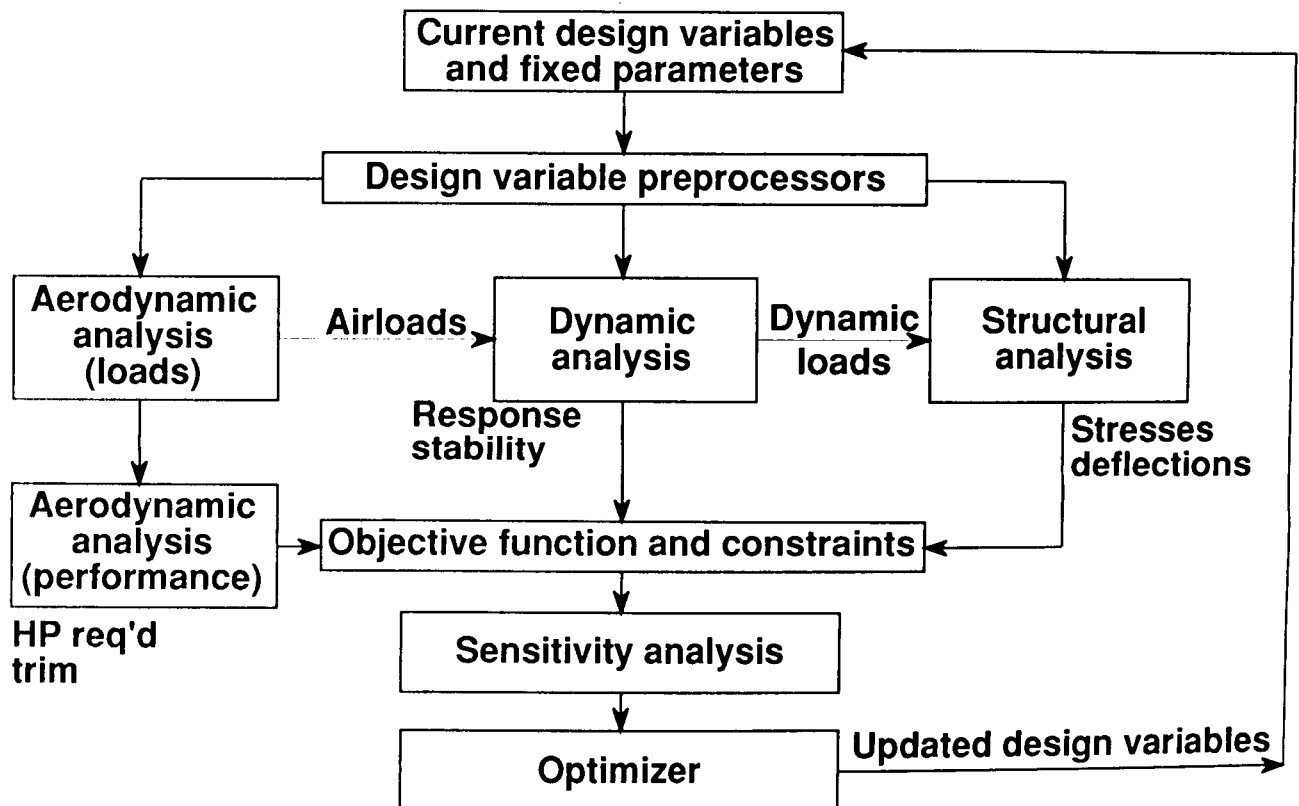 Current design variables
and fixed parameters
Design variable preprocessors
Aerodynamic
analysis
(loads)
Airloads
Dynamic
analysis
Dynamic
loads
Structural
analysis
Response
stability
Stresses
deflections
Aerodynamic
analysis
(performance)
Objective function and constraints
HP req'd
trim
Sensitivity analysis
Optimizer
Updated design variables